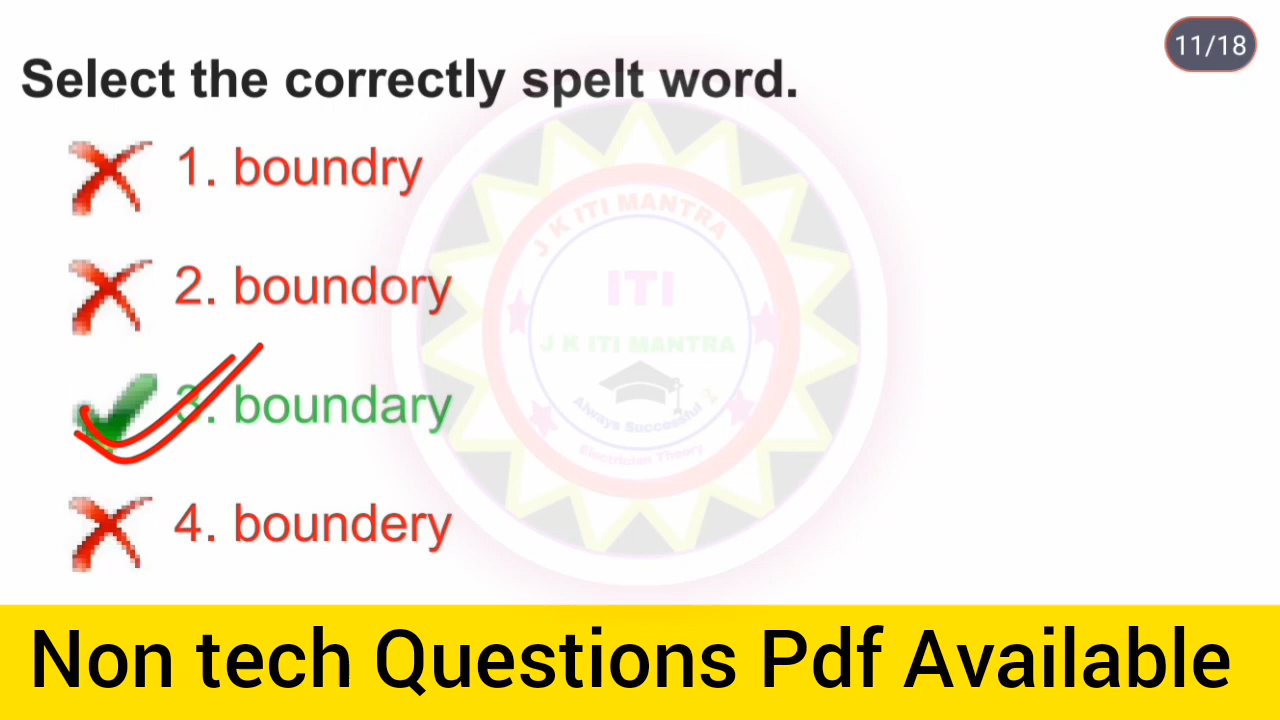 11/18
Select the correctly spelt word.
1. boundry
2. boundory
3. boundary
4. boundery
J K ITI MANTRA
ITI
J K ITI MANTRA
Always Successful
Electrician Theory
Non tech Questions Pdf Available